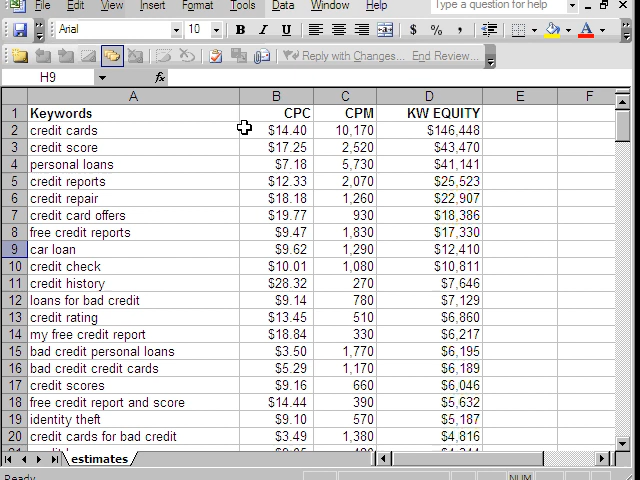 File Edit View Insert Format Tools Data Window Help Type a question for help
Arial 10 B I U $ % , A
Reply with Changes... End Review...
H9 fx
A B C D E F
1 Keywords CPC CPM KW EQUITY
2 credit cards $14.40 10,170 $146,448
3 credit score $17.25 2,520 $43,470
4 personal loans $7.18 5,730 $41,141
5 credit reports $12.33 2,070 $25,523
6 credit repair $18.18 1,260 $22,907
7 credit card offers $19.77 930 $18,386
8 free credit reports $9.47 1,830 $17,330
9 car loan $9.62 1,290 $12,410
10 credit check $10.01 1,080 $10,811
11 credit history $28.32 270 $7,646
12 loans for bad credit $9.14 780 $7,129
13 credit rating $13.45 510 $6,860
14 my free credit report $18.84 330 $6,217
15 bad credit personal loans $3.50 1,770 $6,195
16 bad credit credit cards $5.29 1,170 $6,189
17 credit scores $9.16 660 $6,046
18 free credit report and score $14.44 390 $5,632
19 identity theft $9.10 570 $5,187
20 credit cards for bad credit $3.49 1,380 $4,816
estimates
Ready NUM